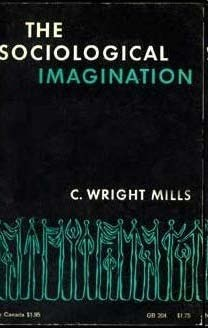 THE
SOCIOLOGICAL
IMAGINATION
C. WRIGHT MILLS
Canada $1.95 GB 204 $1.75